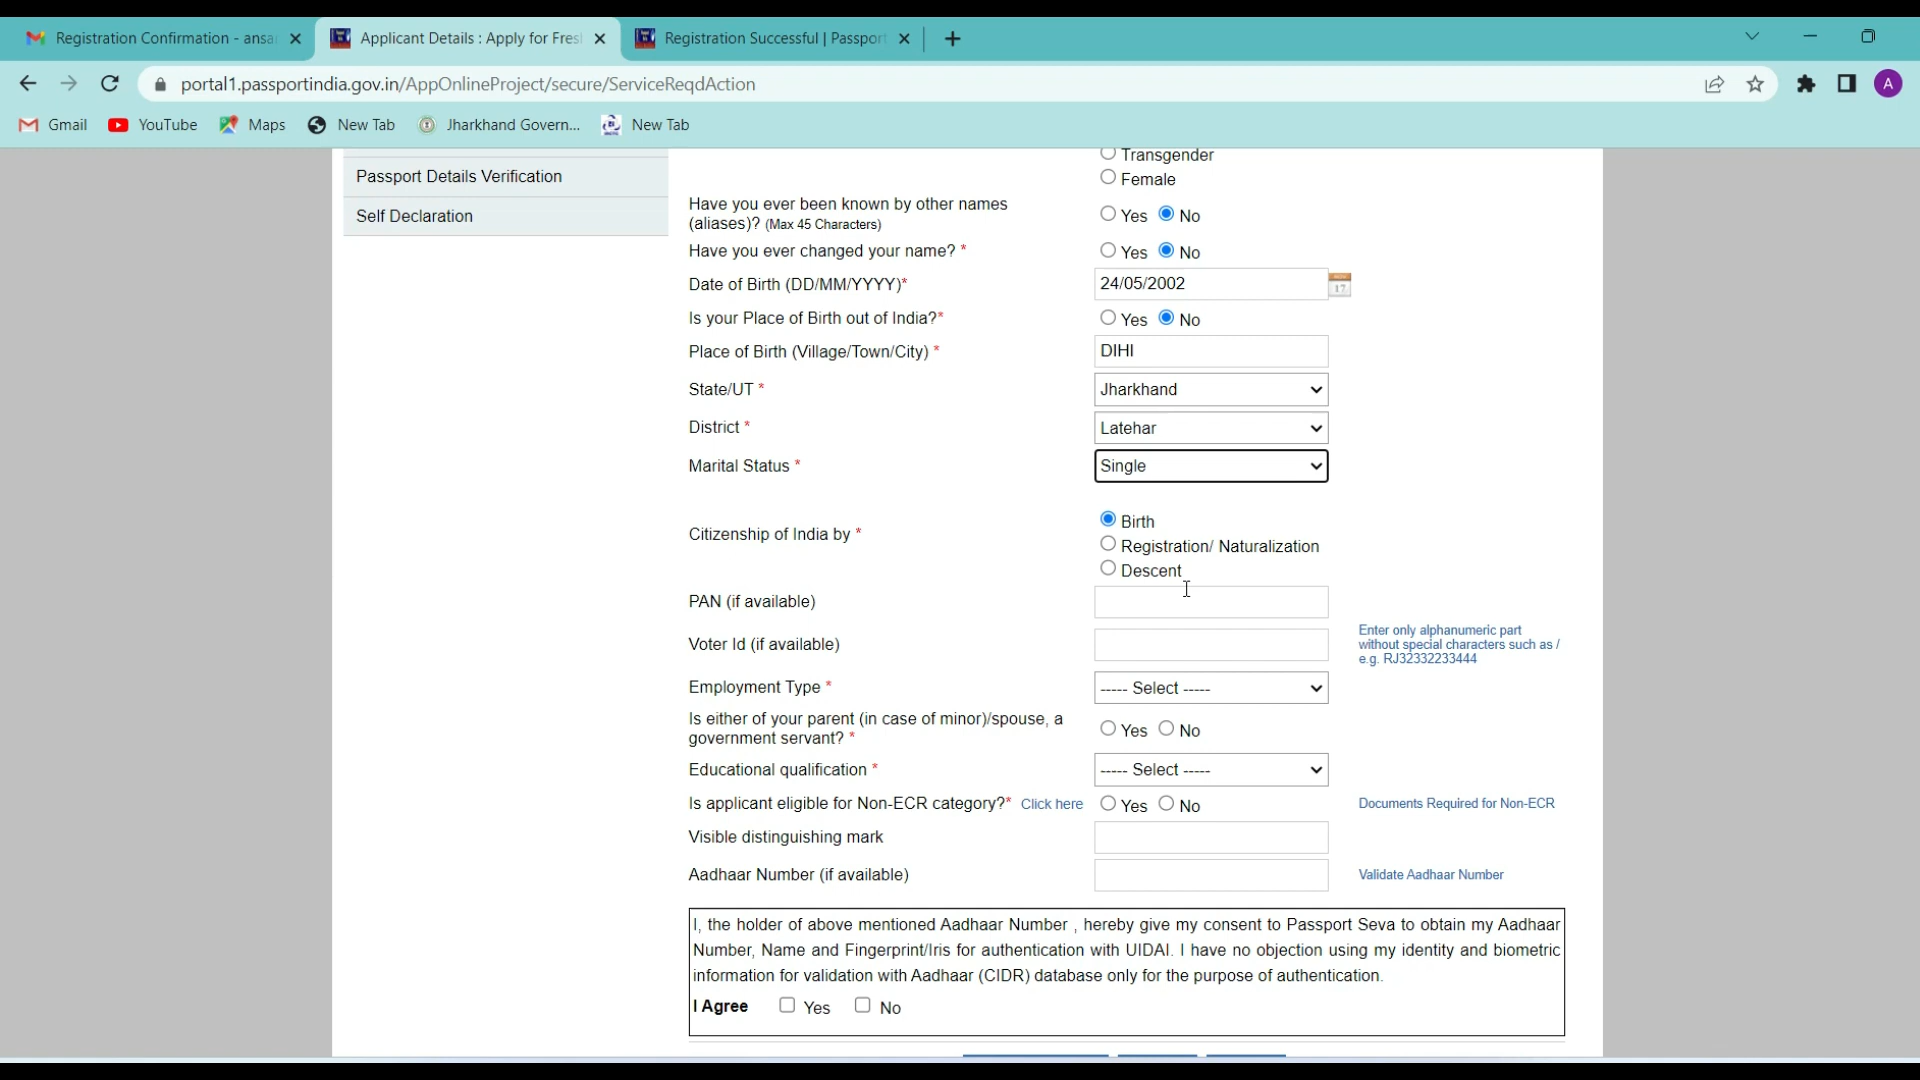 Registration Confirmation - ansa
Applicant Details : Apply for Fres
Registration Successful | Passport
portal1.passportindia.gov.in/AppOnlineProject/secure/ServiceReqdAction
A
Gmail YouTube Maps New Tab Jharkhand Govern... New Tab
Passport Details Verification
Self Declaration
Transgender
Female
Have you ever been known by other names
(aliases)? (Max 45 Characters)
Yes No
Have you ever changed your name? * Yes No
Date of Birth (DD/MM/YYYY)* 24/05/2002
17
Is your Place of Birth out of India?* Yes No
Place of Birth (Village/Town/City) * DIHI
State/UT * Jharkhand
District * Latehar
Marital Status * Single
Citizenship of India by *
Birth
Registration/ Naturalization
Descent
PAN (if available)
Voter Id (if available)
Enter only alphanumeric part
without special characters such as /
e.g. RJ32332233444
Employment Type * ----- Select -----
Is either of your parent (in case of minor)/spouse, a
government servant? *
Yes No
Educational qualification * ----- Select -----
Is applicant eligible for Non-ECR category?* Click here Yes No Documents Required for Non-ECR
Visible distinguishing mark
Aadhaar Number (if available) Validate Aadhaar Number
I, the holder of above mentioned Aadhaar Number , hereby give my consent to Passport Seva to obtain my Aadhaar
Number, Name and Fingerprint/Iris for authentication with UIDAI. I have no objection using my identity and biometric
information for validation with Aadhaar (CIDR) database only for the purpose of authentication.
I Agree Yes No